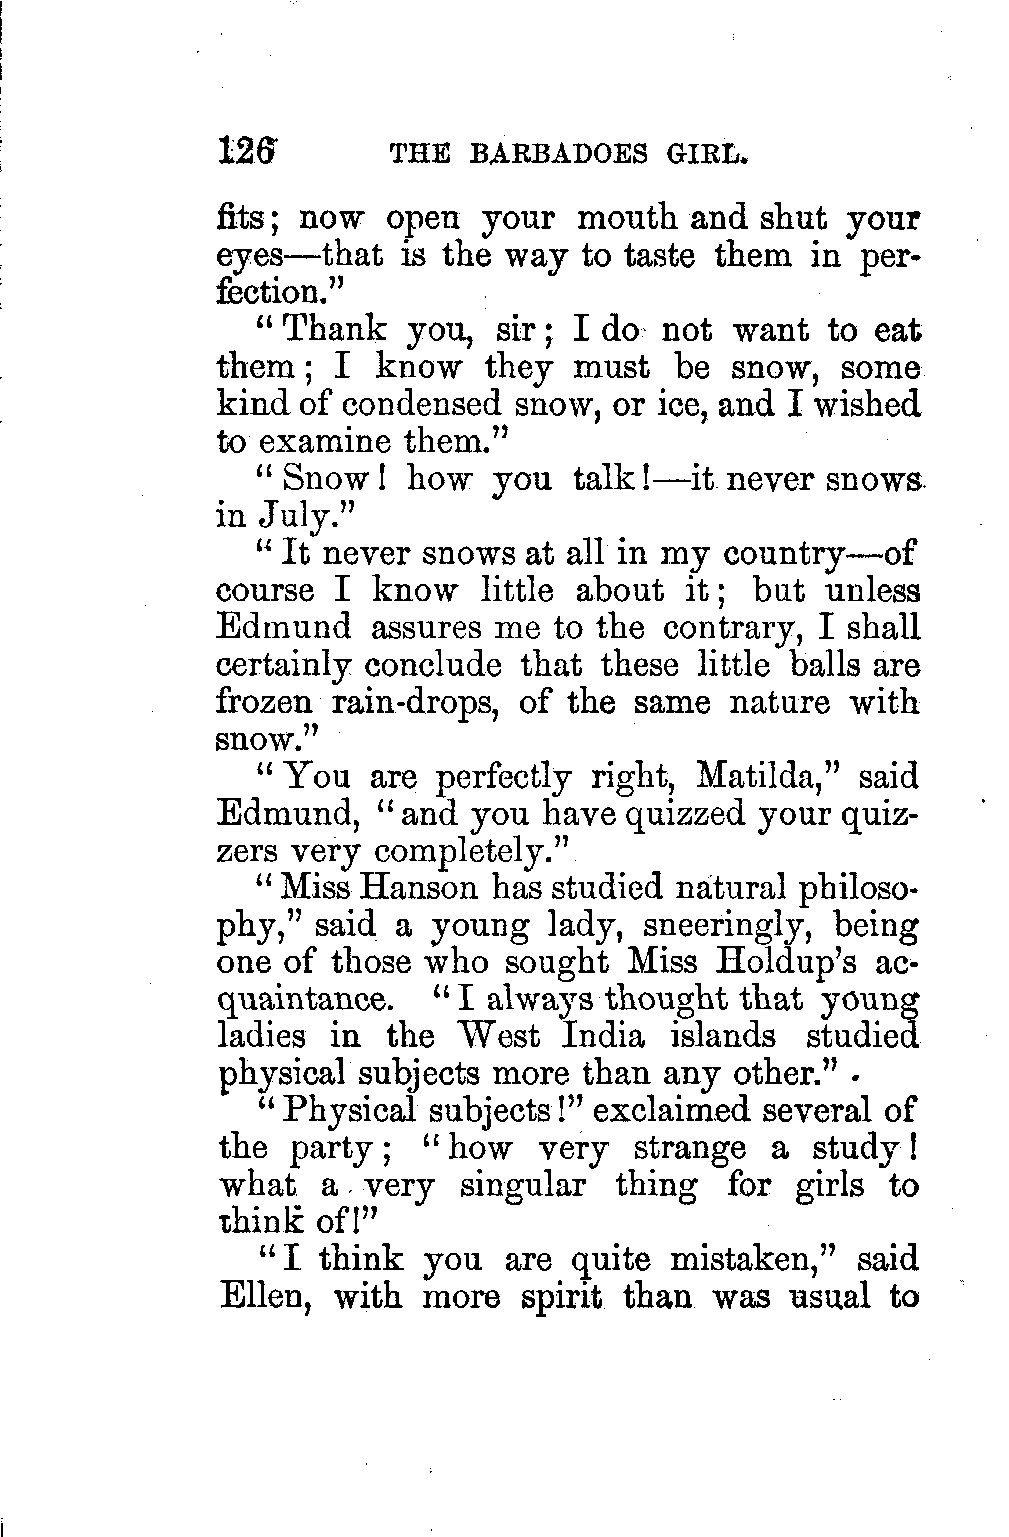 126 THE BARBADOES GIRL.
fits; now open your mouth and shut your
eyes—that is the way to taste them in per-
fection."
"Thank you, sir; I do not want to eat
them; I know they must be snow, some
kind of condensed snow, or ice, and I wished
to examine them."
"Snow! how you talk!—it never snows
in July."
"It never snows at all in my country—of
course I know little about it; but unless
Edmund assures me to the contrary, I shall
certainly conclude that these little balls are
frozen rain-drops, of the same nature with
snow."
"You are perfectly right, Matilda," said
Edmund, "and you have quizzed your quiz-
zers very completely."
"Miss Hanson has studied natural philoso-
phy," said a young lady, sneeringly, being
one of those who sought Miss Holdup's ac-
quaintance. "I always thought that young
ladies in the West India islands studied
physical subjects more than any other."
"Physical subjects!" exclaimed several of
the party; "how very strange a study!
what a very singular thing for girls to
think of!"
"I think you are quite mistaken," said
Ellen, with more spirit than was usual to